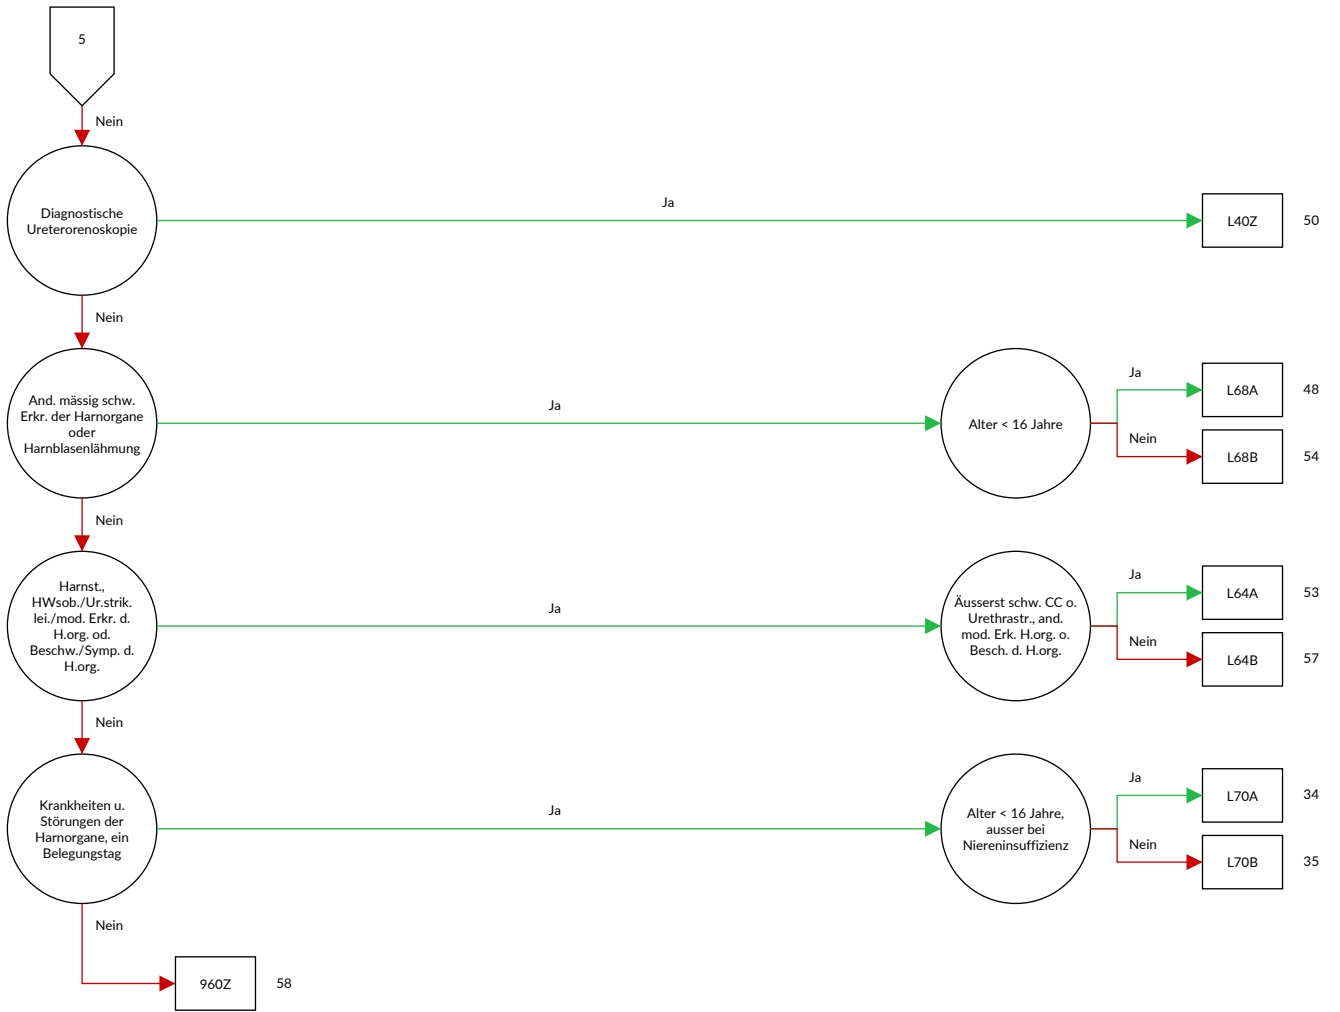 5
Nein
Diagnostische
Ureterorenoskopie
Ja
L40Z
50
Nein
And. mässig schw.
Erkr. der Harnorgane
oder
Harnblasenlähmung
Ja
Alter < 16 Jahre
Ja
L68A
48
Nein
L68B
54
Nein
Harnst.,
HWsob./Ur.strik.
lei./mod. Erkr. d.
H.org. od.
Beschw./Symp. d.
H.org.
Ja
Äusserst schw. CC o.
Urethrastr., and.
mod. Erk. H.org. o.
Besch. d. H.org.
Ja
L64A
53
Nein
L64B
57
Nein
Krankheiten u.
Störungen der
Harnorgane, ein
Belegungstag
Ja
Alter < 16 Jahre,
ausser bei
Niereninsuffizienz
Ja
L70A
34
Nein
L70B
35
Nein
960Z
58